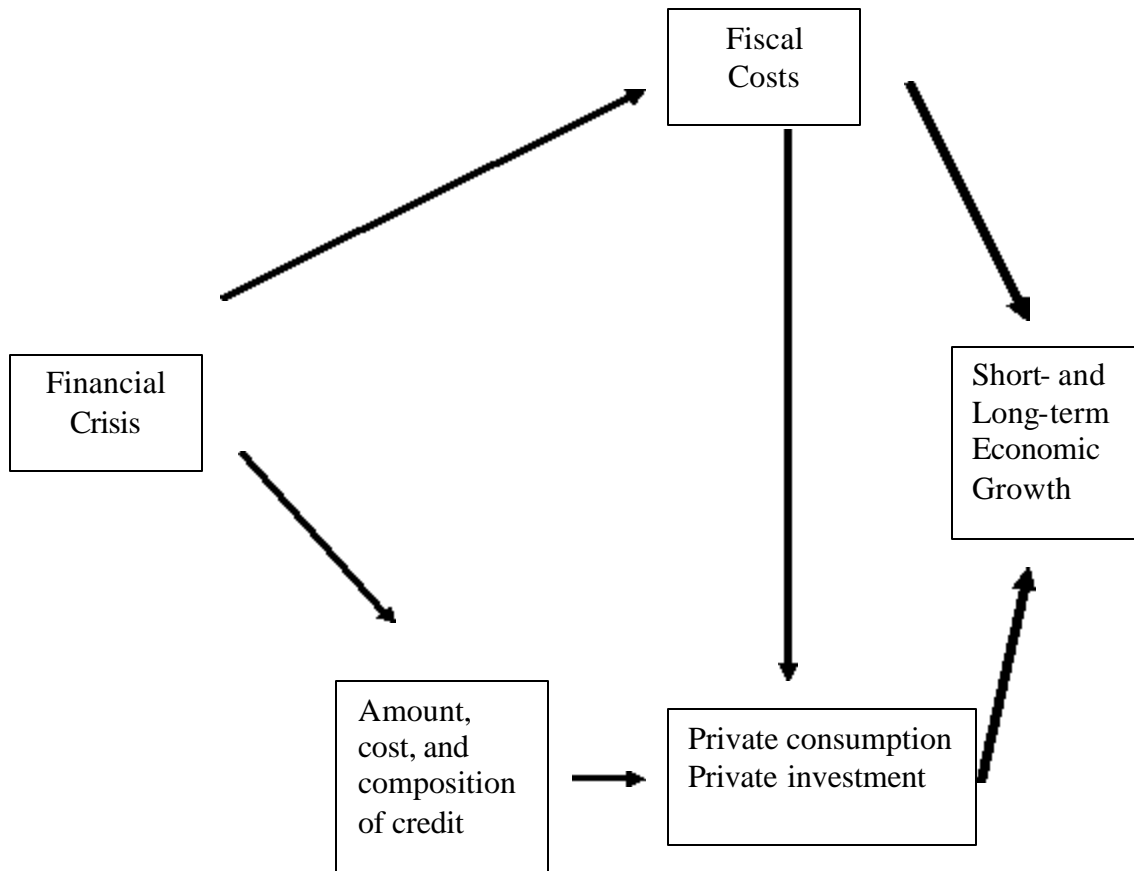 Fiscal
Costs
Financial
Crisis
Short- and
Long-term
Economic
Growth
Amount,
cost, and
composition
of credit
Private consumption
Private investment